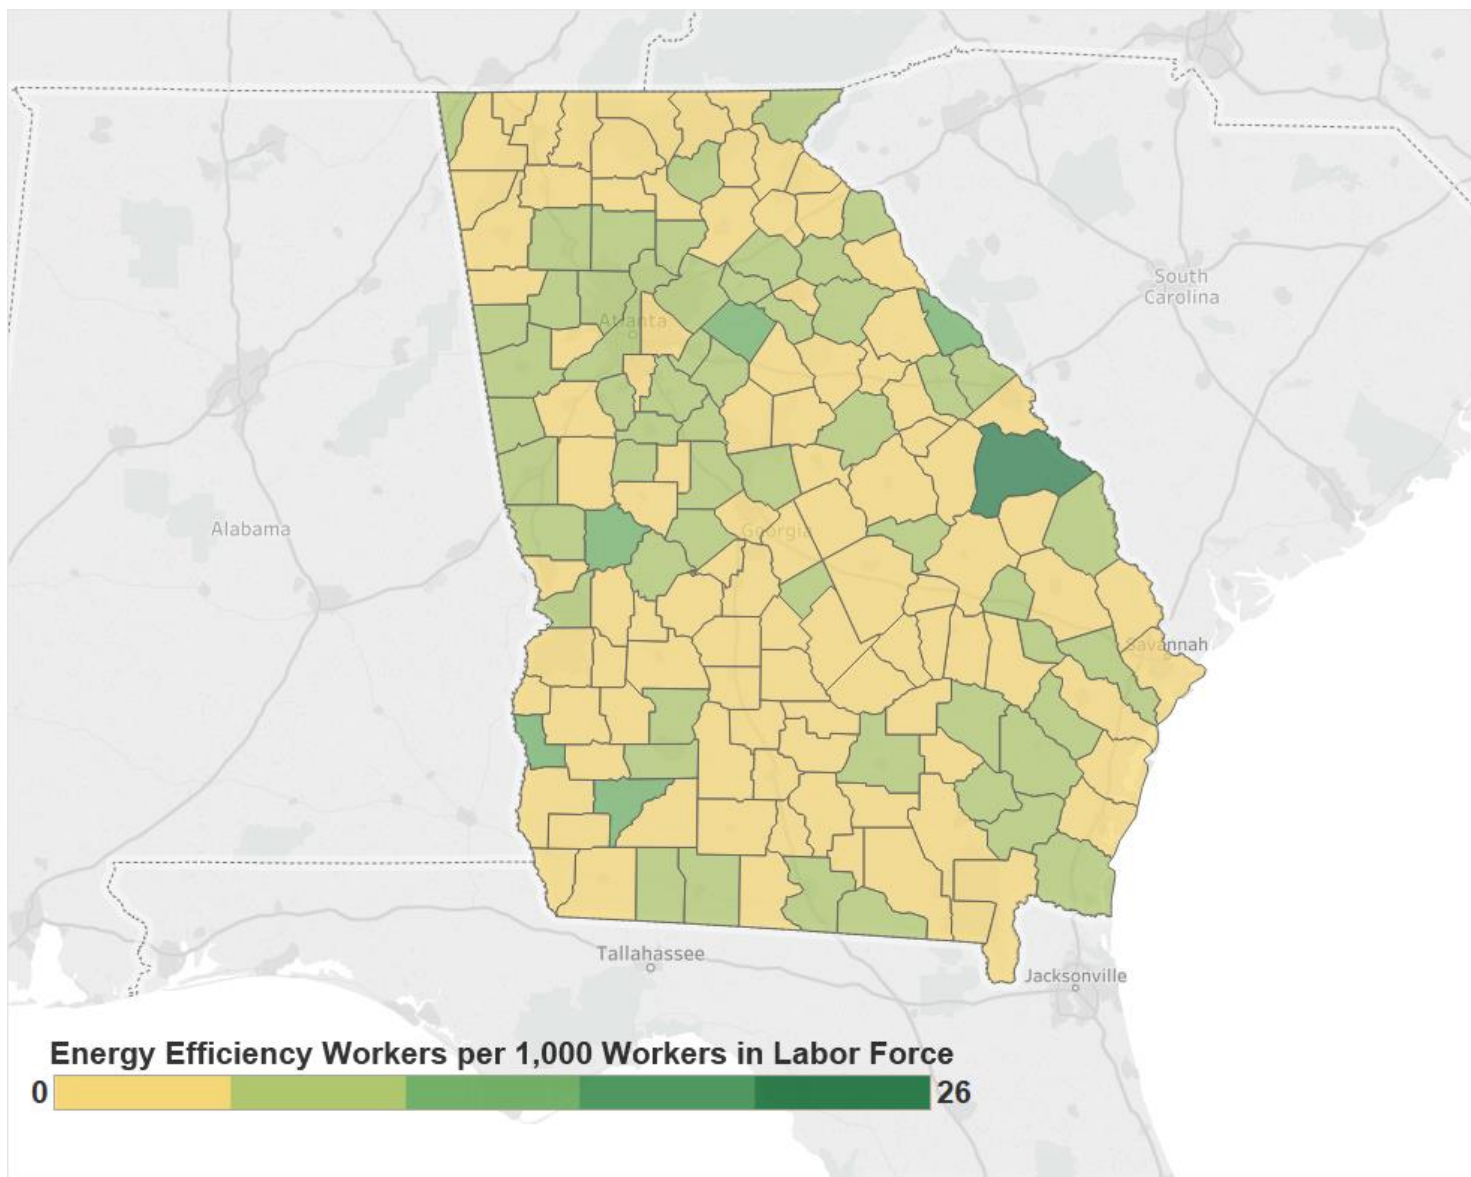 South
Carolina
Atlanta
Alabama
Georgia
Savannah
Tallahassee
Jacksonville
Energy Efficiency Workers per 1,000 Workers in Labor Force
0 26